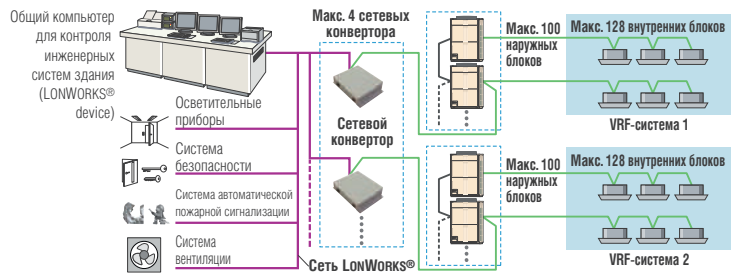 Общий компьютер
для контроля
инженерных
систем здания
(LONWORKS®
device)
Осветительные
приборы
Система
безопасности
Система автоматической
пожарной сигнализации
Система
вентиляции
Сеть LONWORKS®
Макс. 4 сетевых
конвертора
Сетевой
конвертор
Макс. 100
наружных
блоков
Макс. 128 внутренних блоков
VRF-система 1
Макс. 100
наружных
блоков
Макс. 128 внутренних блоков
VRF-система 2